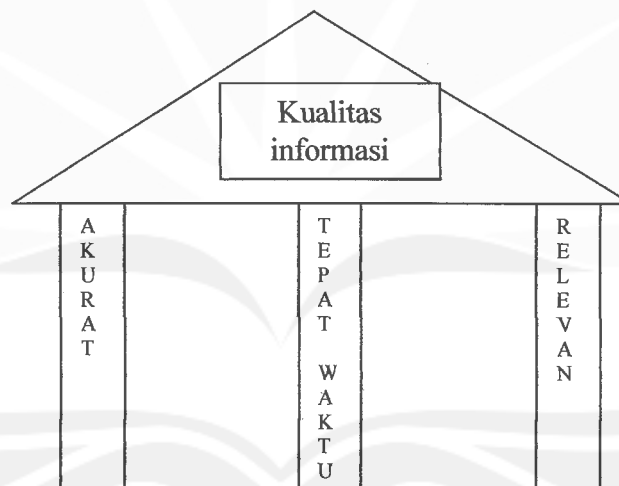 Kualitas
informasi
AKURAT
TEPAT WAKTU
RELEVAN